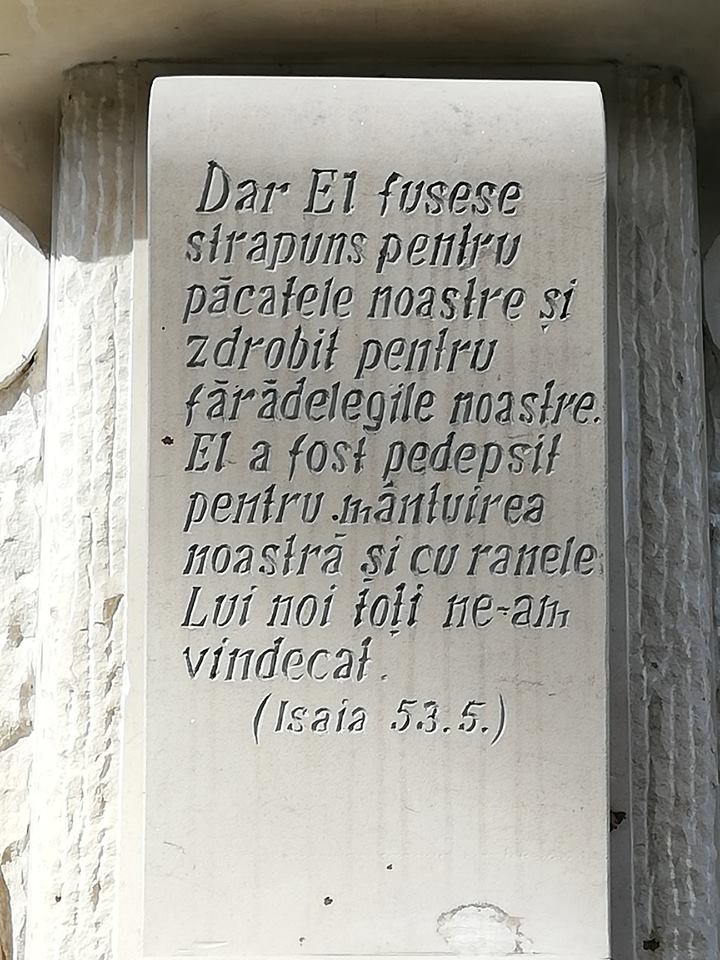 Dar El fusese
strapuns pentru
păcatele noastre și
zdrobit pentru
fărădelegile noastre.
El a fost pedepsit
pentru mântuirea
noastră și cu ranele
Lui noi toți ne-am
vindecat.
(Isaia 53.5.)